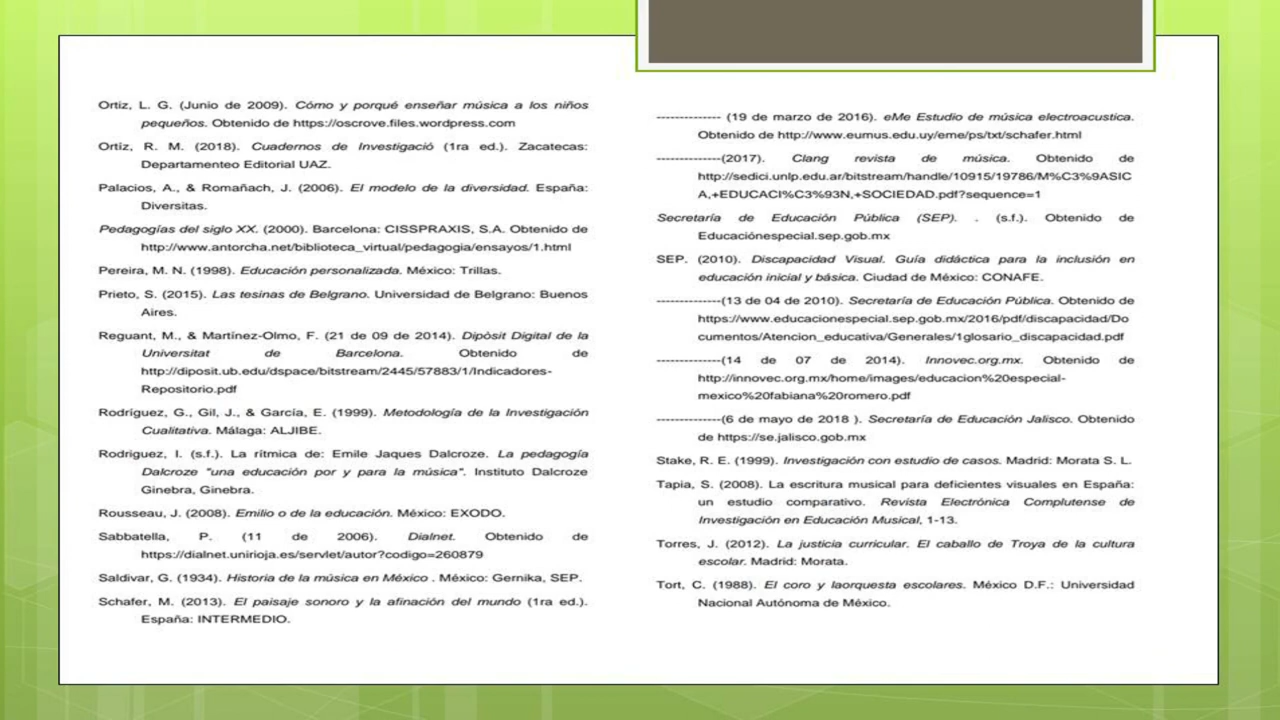 Ortiz, L. G. (Junio de 2009). Cómo y porqué enseñar música a los niños
pequeños. Obtenido de https://oscrove.files.wordpress.com
Ortíz, R. M. (2018). Cuadernos de Investigació (1ra ed.). Zacatecas:
Departamenteo Editorial UAZ.
Palacios, A., & Romañach, J. (2006). El modelo de la diversidad. España:
Diversitas.
Pedagogías del siglo XX. (2000). Barcelona: CISSPRAXIS, S.A. Obtenido de
http://www.antorcha.net/biblioteca_virtual/pedagogia/ensayos/1.html
Pereira, M. N. (1998). Educación personalizada. México: Trillas.
Prieto, S. (2015). Las tesinas de Belgrano. Universidad de Belgrano: Buenos
Aires.
Reguant, M., & Martínez-Olmo, F. (21 de 09 de 2014). Dipòsit Digital de la
Universitat de Barcelona. Obtenido de
http://diposit.ub.edu/dspace/bitstream/2445/57883/1/Indicadores-
Repositorio.pdf
Rodríguez, G., Gil, J., & García, E. (1999). Metodología de la Investigación
Cualitativa. Málaga: ALJIBE.
Rodriguez, I. (s.f.). La rítmica de: Emile Jaques Dalcroze. La pedagogía
Dalcroze "una educación por y para la música". Instituto Dalcroze
Ginebra, Ginebra.
Rousseau, J. (2008). Emilio o de la educación. México: EXODO.
Sabbatella, P. (11 de 2006). Dialnet. Obtenido de
https://dialnet.unirioja.es/servlet/autor?codigo=260879
Saldivar, G. (1934). Historia de la música en México . México: Gernika, SEP.
Schafer, M. (2013). El paisaje sonoro y la afinación del mundo (1ra ed.).
España: INTERMEDIO.
-------------- (19 de marzo de 2016). eMe Estudio de música electroacustica.
Obtenido de http://www.eumus.edu.uy/eme/ps/txt/schafer.html
--------------(2017). Clang revista de música. Obtenido de
http://sedici.unlp.edu.ar/bitstream/handle/10915/19786/M%C3%9ASIC
A,+EDUCACI%C3%93N,+SOCIEDAD.pdf?sequence=1
Secretaría de Educación Pública (SEP). . (s.f.). Obtenido de
Educaciónespecial.sep.gob.mx
SEP. (2010). Discapacidad Visual. Guía didáctica para la inclusión en
educación inicial y básica. Ciudad de México: CONAFE.
--------------(13 de 04 de 2010). Secretaría de Educación Pública. Obtenido de
https://www.educacionespecial.sep.gob.mx/2016/pdf/discapacidad/Do
cumentos/Atencion_educativa/Generales/1glosario_discapacidad.pdf
--------------(14 de 07 de 2014). Innovec.org.mx. Obtenido de
http://innovec.org.mx/home/images/educacion%20especial-
mexico%20fabiana%20romero.pdf
--------------(6 de mayo de 2018 ). Secretaría de Educación Jalisco. Obtenido
de https://se.jalisco.gob.mx
Stake, R. E. (1999). Investigación con estudio de casos. Madrid: Morata S. L.
Tapia, S. (2008). La escritura musical para deficientes visuales en España:
un estudio comparativo. Revista Electrónica Complutense de
Investigación en Educación Musical, 1-13.
Torres, J. (2012). La justicia curricular. El caballo de Troya de la cultura
escolar. Madrid: Morata.
Tort, C. (1988). El coro y laorquesta escolares. México D.F.: Universidad
Nacional Autónoma de México.